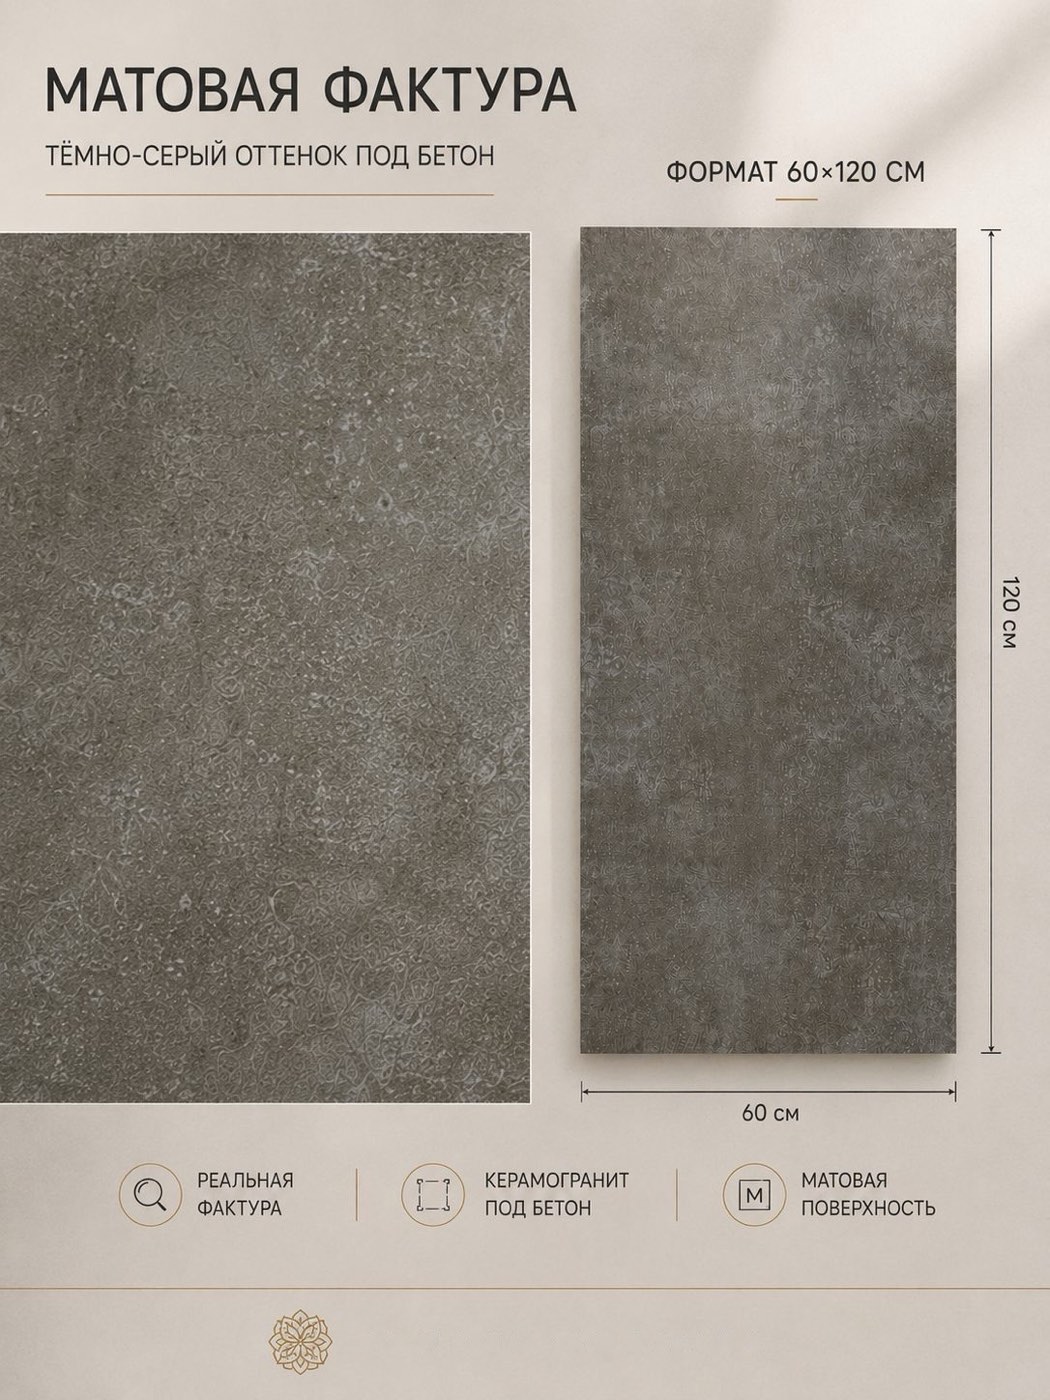 МАТОВАЯ ФАКТУРА
ТЁМНО-СЕРЫЙ ОТТЕНОК ПОД БЕТОН
ФОРМАТ 60×120 СМ
120 см
60 см
РЕАЛЬНАЯ
ФАКТУРА
КЕРАМОГРАНИТ
ПОД БЕТОН
М
МАТОВАЯ
ПОВЕРХНОСТЬ